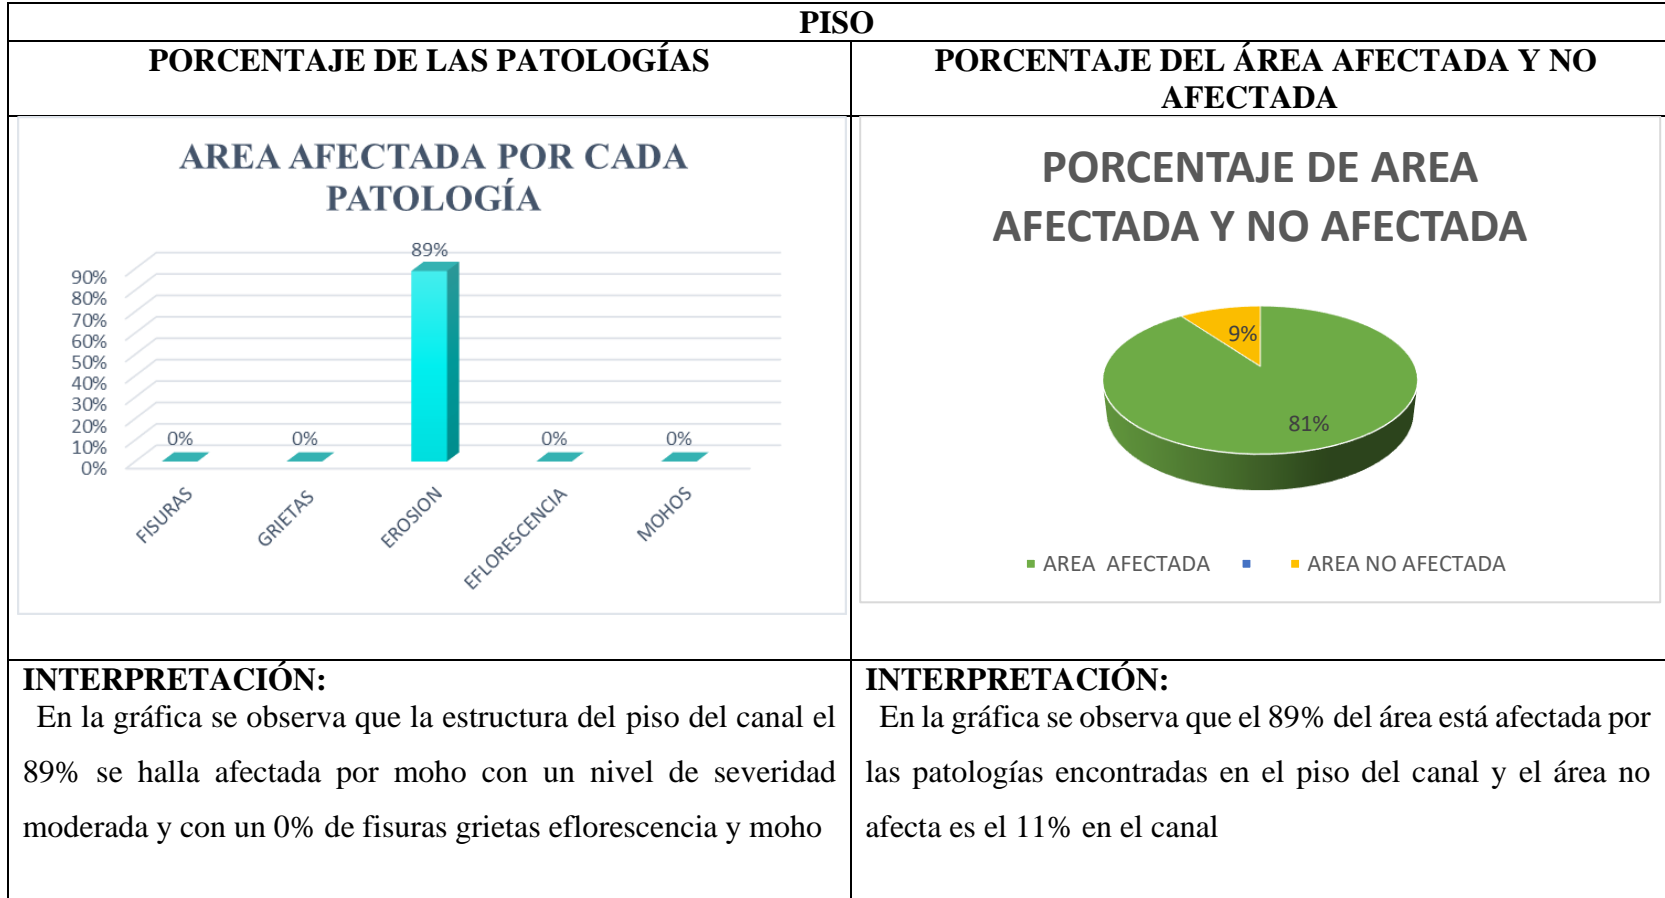 PISO
PORCENTAJE DE LAS PATOLOGÍAS
PORCENTAJE DEL ÁREA AFECTADA Y NO
AFECTADA
AREA AFECTADA POR CADA
PATOLOGÍA
89%
90%
80%
70%
60%
50%
40%
30%
20%
10%
0%
0%
0%
0%
0%
FISURAS
GRIETAS
EROSION
EFLORESCENCIA
MOHOS
PORCENTAJE DE AREA
AFECTADA Y NO AFECTADA
9%
81%
AREA AFECTADA
AREA NO AFECTADA
INTERPRETACIÓN:
En la gráfica se observa que la estructura del piso del canal el
89% se halla afectada por moho con un nivel de severidad
moderada y con un 0% de fisuras grietas eflorescencia y moho
INTERPRETACIÓN:
En la gráfica se observa que el 89% del área está afectada por
las patologías encontradas en el piso del canal y el área no
afecta es el 11% en el canal